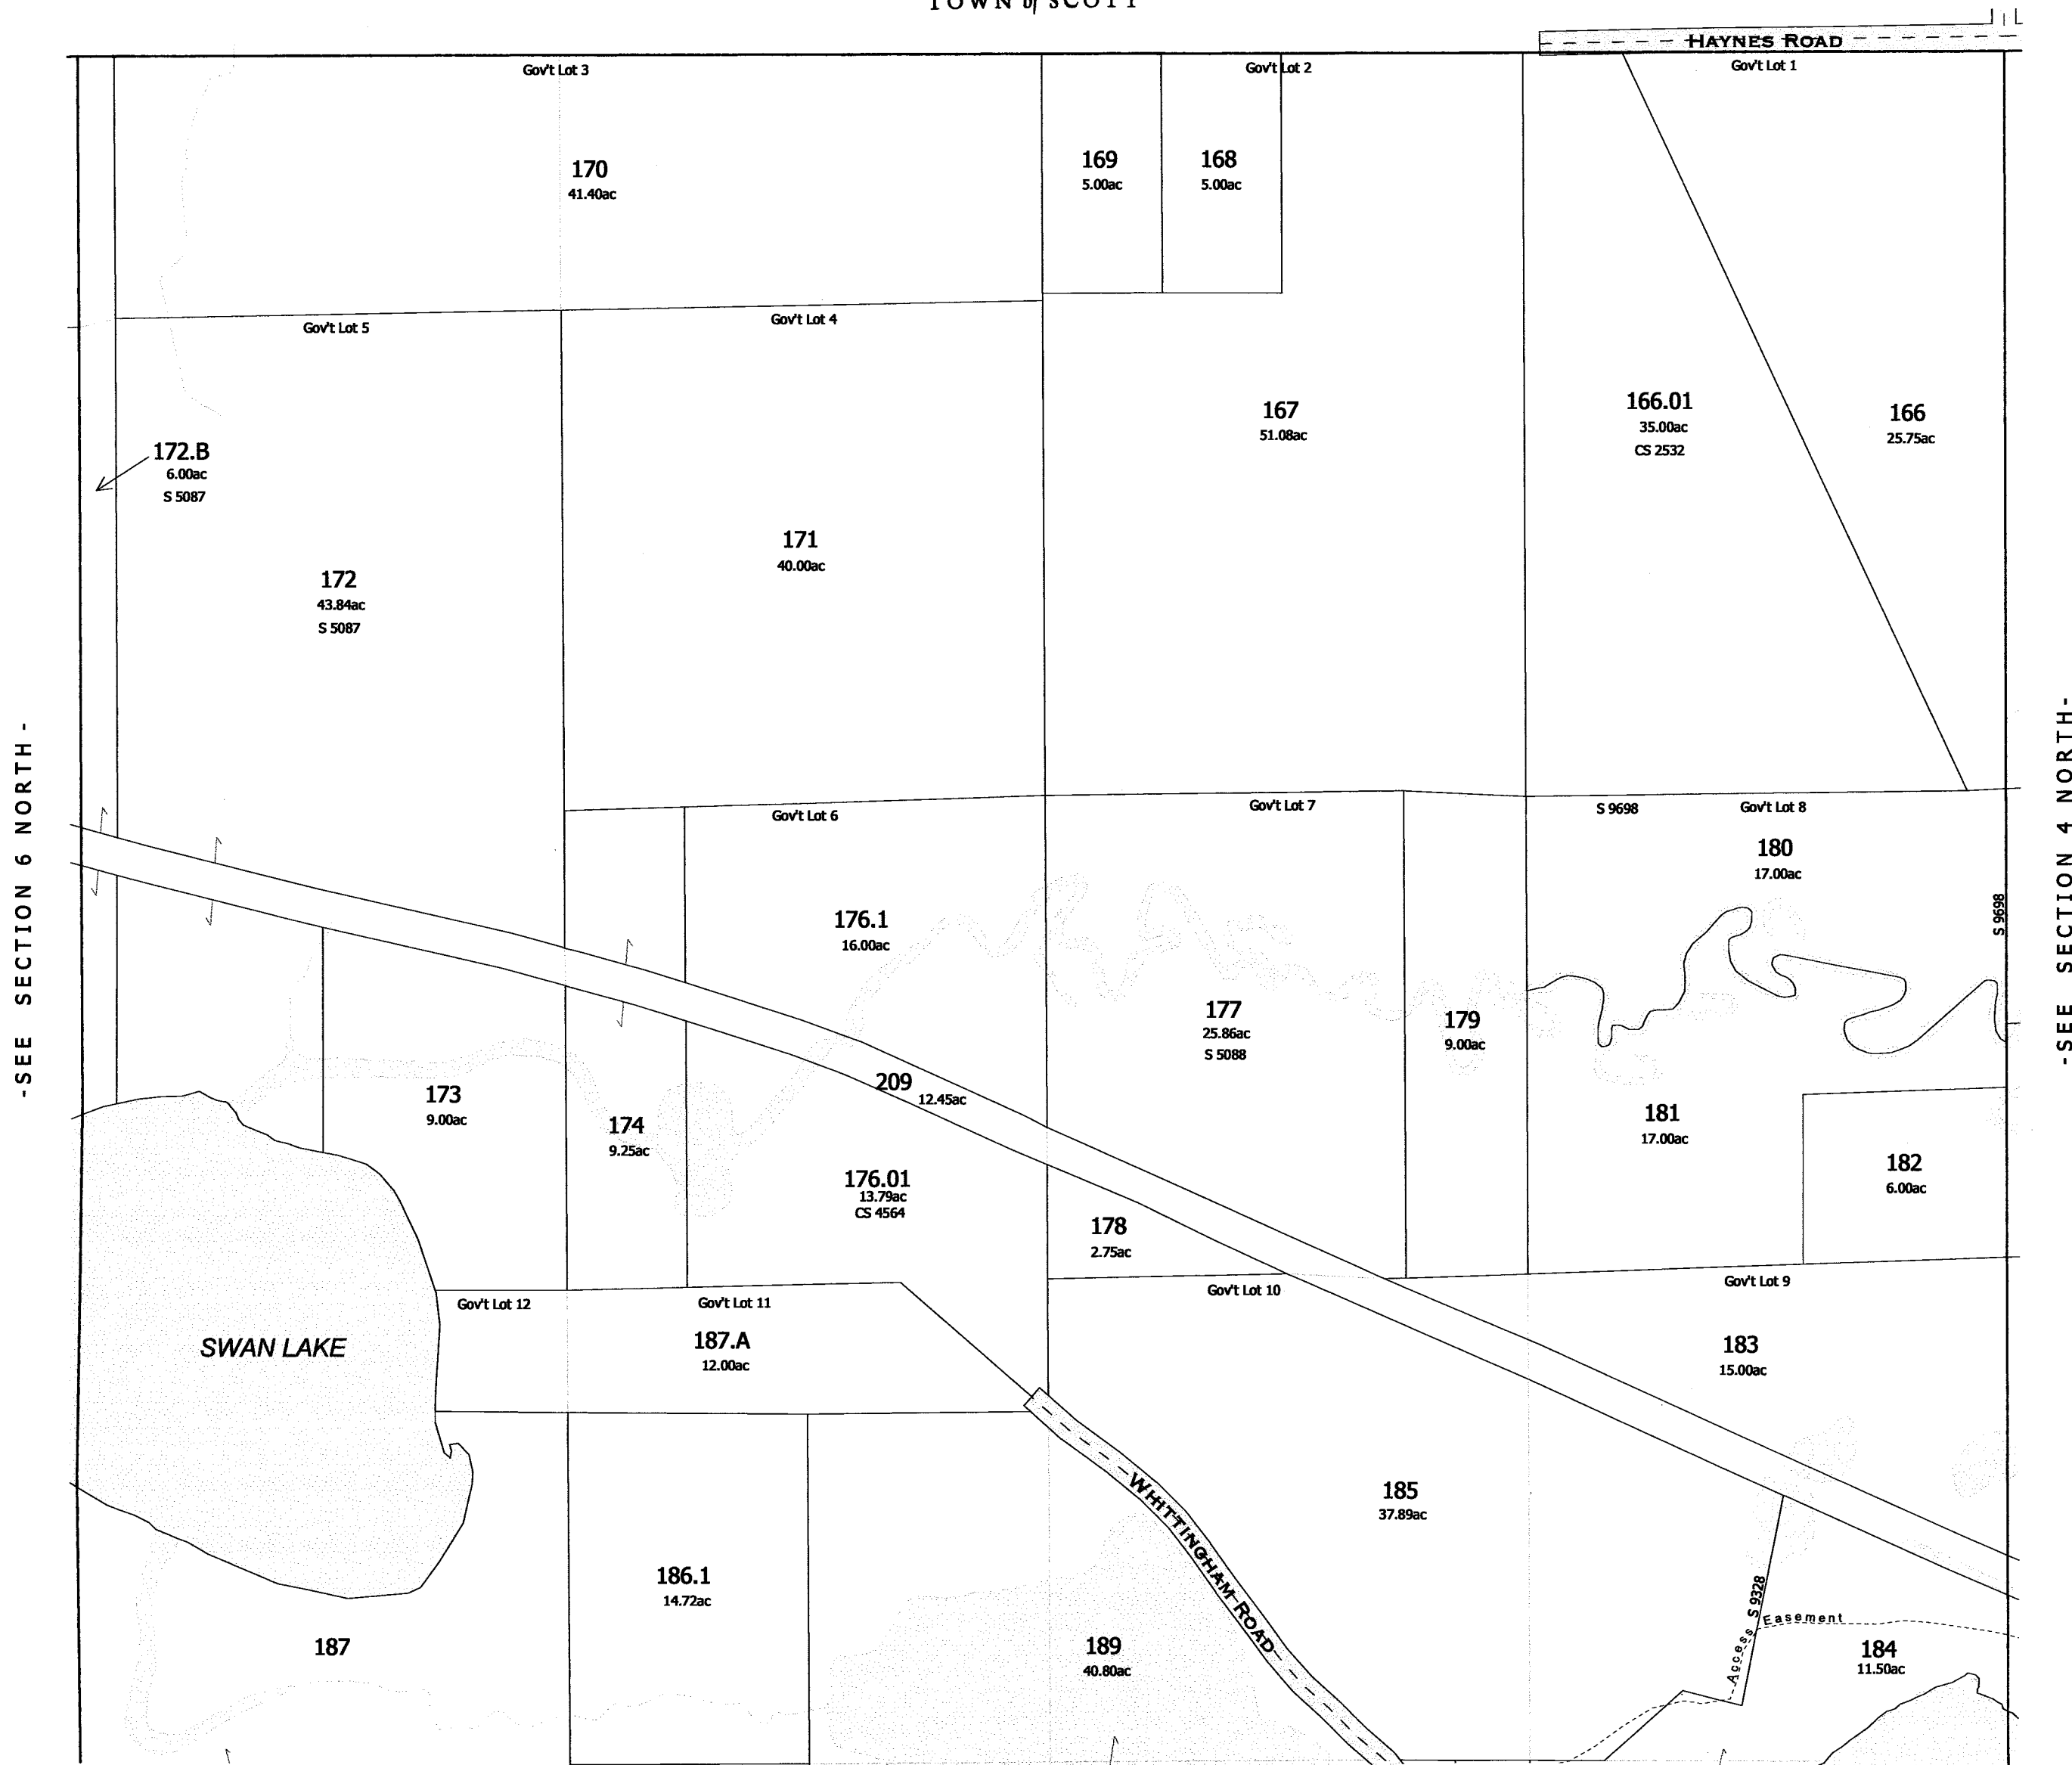 TOWN of SCOTT
HAYNES ROAD
Gov't Lot 3
Gov't Lot 2
Gov't Lot 1
170
41.40ac
169
5.00ac
168
5.00ac
Gov't Lot 5
Gov't Lot 4
172.B
6.00ac
S 5087
172
43.84ac
S 5087
171
40.00ac
167
51.08ac
166.01
35.00ac
CS 2532
166
25.75ac
-SEE SECTION 6 NORTH-
-SEE SECTION 4 NORTH-
Gov't Lot 6
Gov't Lot 7
S 9698
Gov't Lot 8
180
17.00ac
S 9698
176.1
16.00ac
177
25.86ac
S 5088
179
9.00ac
173
9.00ac
174
9.25ac
209
12.45ac
176.01
13.79ac
CS 4564
178
2.75ac
181
17.00ac
182
6.00ac
Gov't Lot 12
Gov't Lot 11
Gov't Lot 10
Gov't Lot 9
SWAN LAKE
187.A
12.00ac
183
15.00ac
185
37.89ac
WHITTINGHAM ROAD
186.1
14.72ac
187
189
40.80ac
S 9328
Access Easement
184
11.50ac